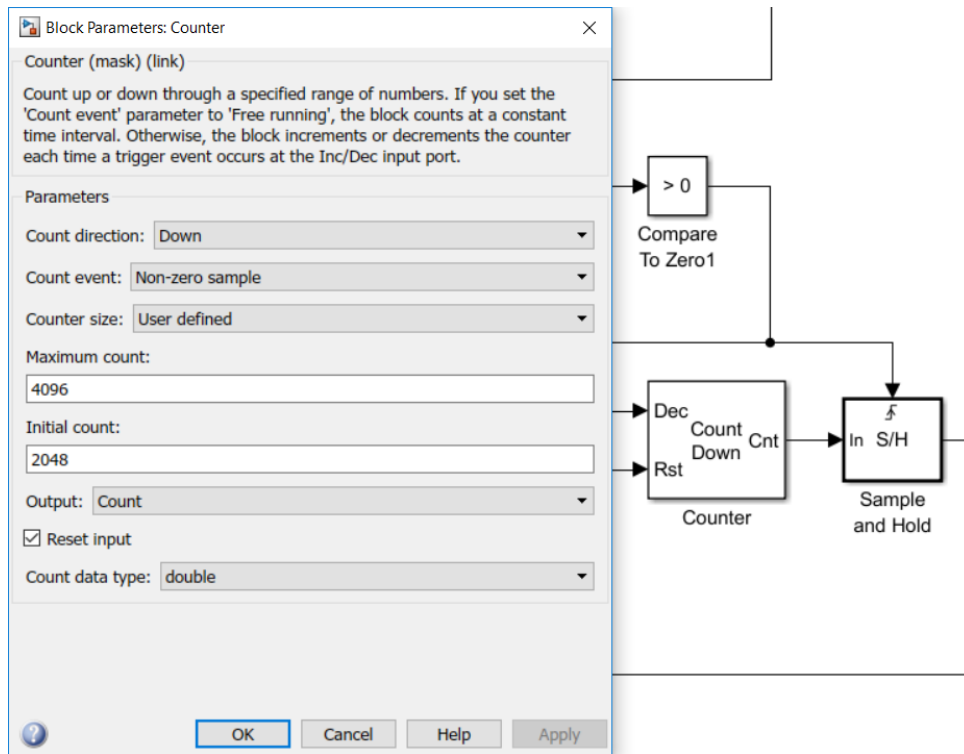 Block Parameters: Counter
Counter (mask) (link)
Count up or down through a specified range of numbers. If you set the
'Count event' parameter to 'Free running', the block counts at a constant
time interval. Otherwise, the block increments or decrements the counter
each time a trigger event occurs at the Inc/Dec input port.
Parameters
Count direction: Down
Count event: Non-zero sample
Counter size: User defined
Maximum count:
4096
Initial count:
2048
Output: Count
Reset input
Count data type: double
OK Cancel Help Apply
> 0
Compare
To Zero1
Dec
Count
Down
Cnt
Rst
Counter
In S/H
Sample
and Hold